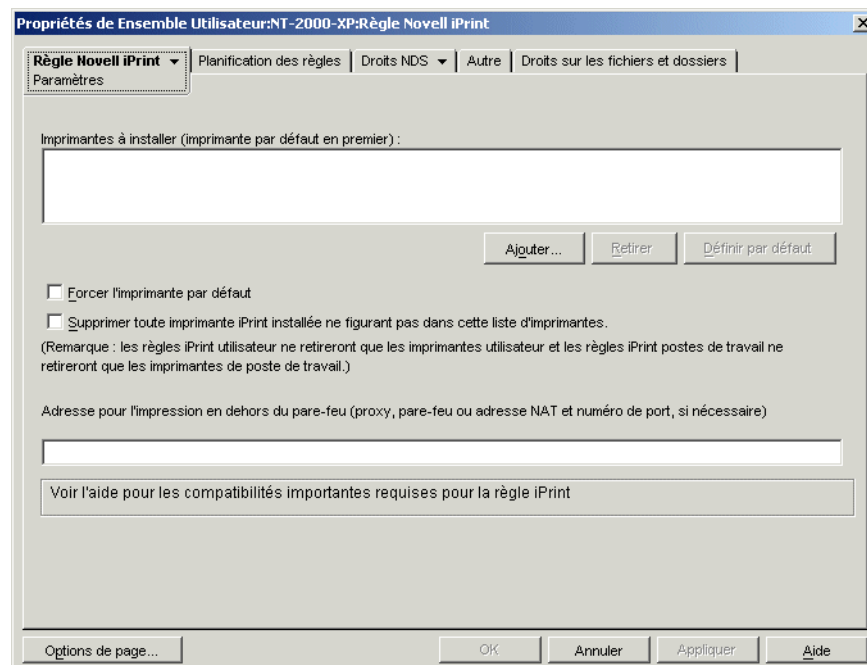 Propriétés de Ensemble Utilisateur:NT-2000-XP:Règle Novell iPrint
Règle Novell iPrint
Planification des règles
Droits NDS
Autre
Droits sur les fichiers et dossiers
Paramètres
Imprimantes à installer (imprimante par défaut en premier) :
Ajouter...
Retirer
Définir par défaut
Forcer l'imprimante par défaut
Supprimer toute imprimante iPrint installée ne figurant pas dans cette liste d'imprimantes.
(Remarque : les règles iPrint utilisateur ne retireront que les imprimantes utilisateur et les règles iPrint postes de travail ne
retireront que les imprimantes de poste de travail.)
Adresse pour l'impression en dehors du pare-feu (proxy, pare-feu ou adresse NAT et numéro de port, si nécessaire)
Voir l'aide pour les compatibilités importantes requises pour la règle iPrint
Options de page...
OK
Annuler
Appliquer
Aide